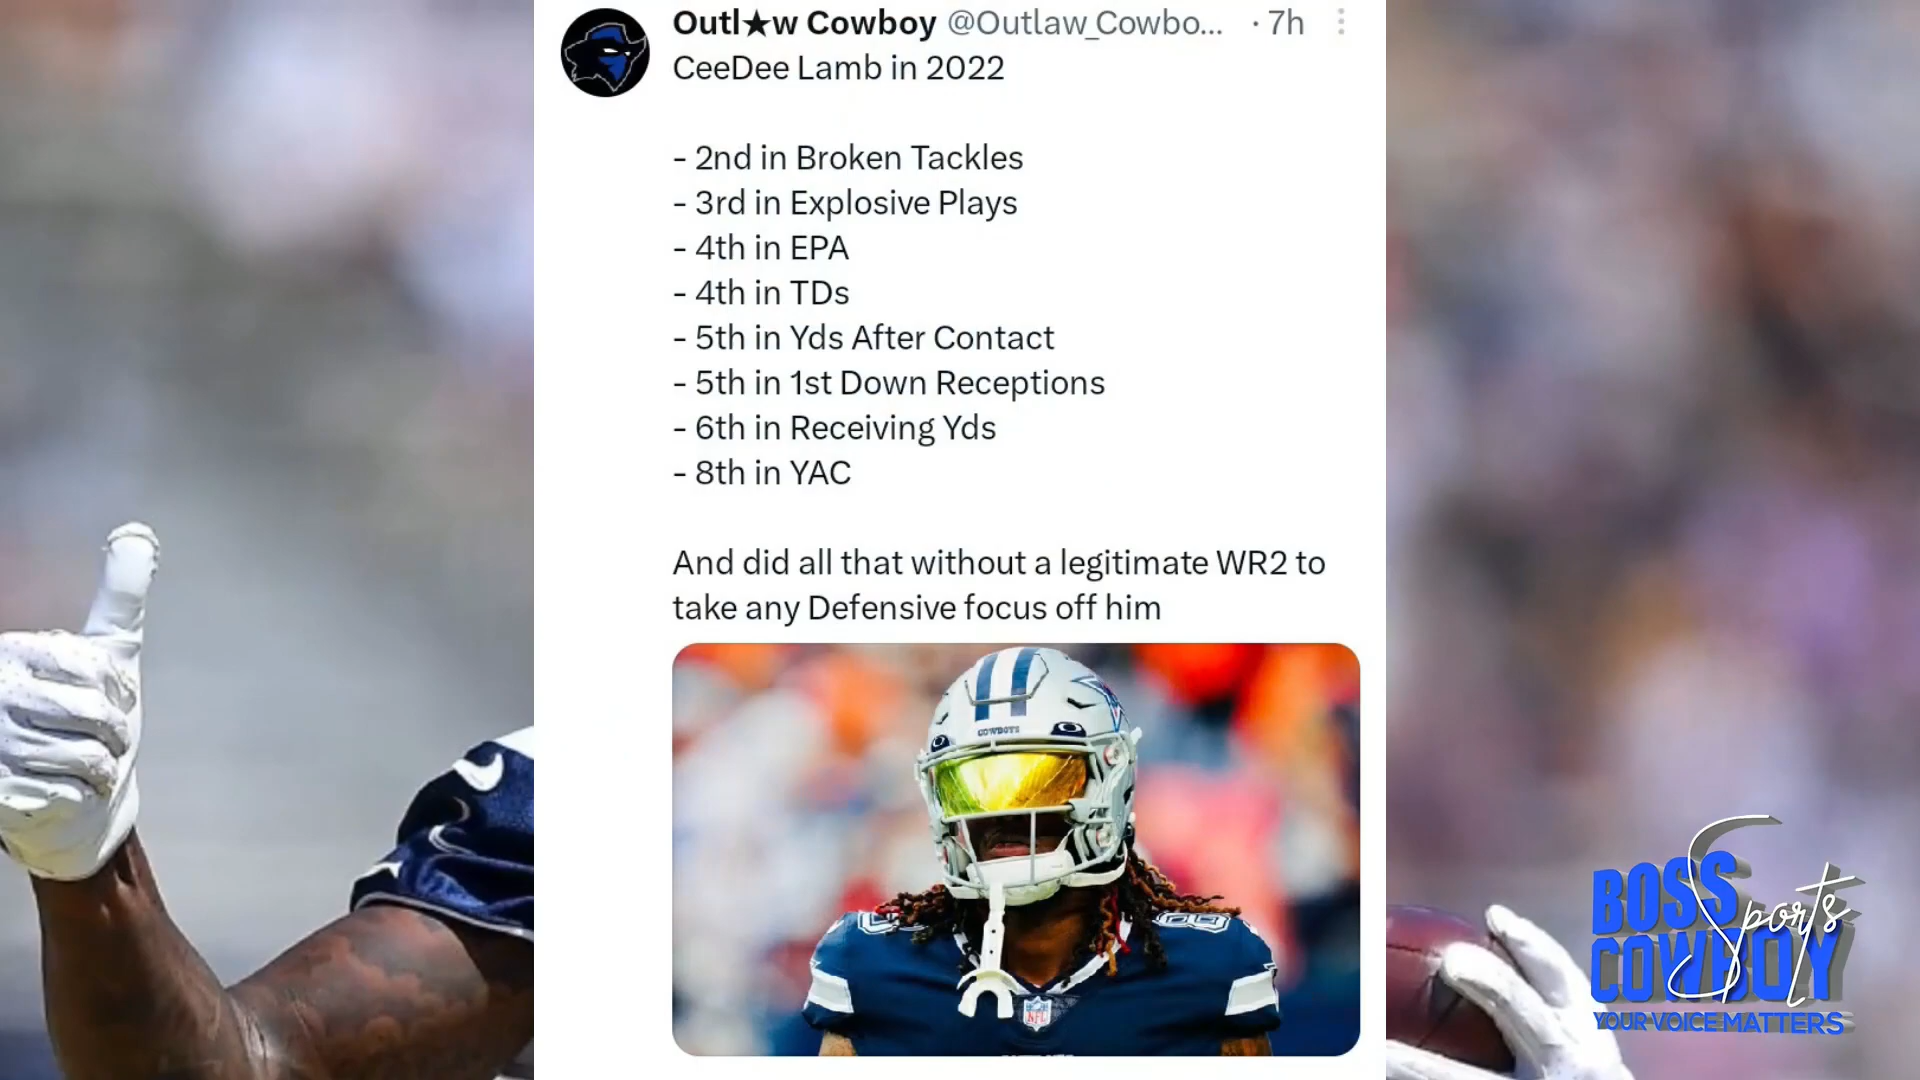 Outl★w Cowboy @Outlaw_Cowbo... · 7h
CeeDee Lamb in 2022
- 2nd in Broken Tackles
- 3rd in Explosive Plays
- 4th in EPA
- 4th in TDs
- 5th in Yds After Contact
- 5th in 1st Down Receptions
- 6th in Receiving Yds
- 8th in YAC
And did all that without a legitimate WR2 to
take any Defensive focus off him
COWBOYS
NFL
BOSS
Sports
COWBOY
YOUR VOICE MATTERS